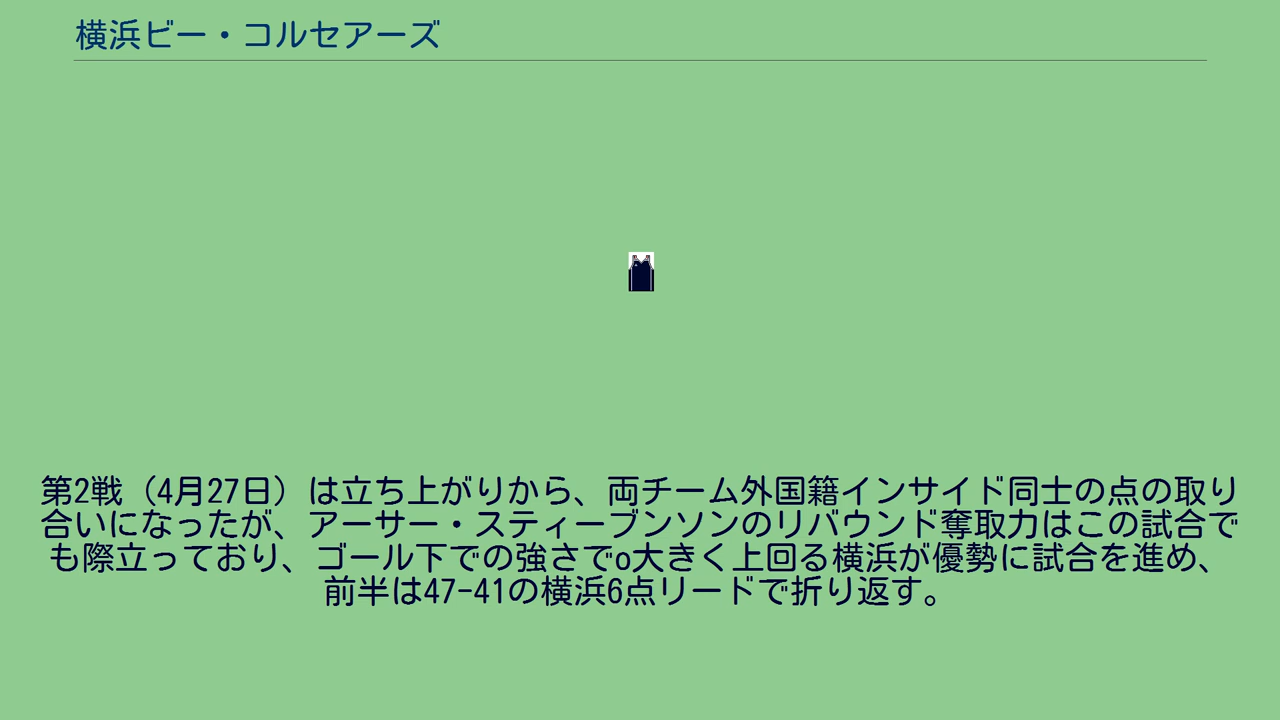 横浜ビー・コルセアーズ
第2戦（4月27日）は立ち上がりから、両チーム外国籍インサイド同士の点の取り
合いになったが、アーサー・スティーブンソンのリバウンド奪取力はこの試合で
も際立っており、ゴール下での強さでo大きく上回る横浜が優勢に試合を進め、
前半は47-41の横浜6点リードで折り返す。